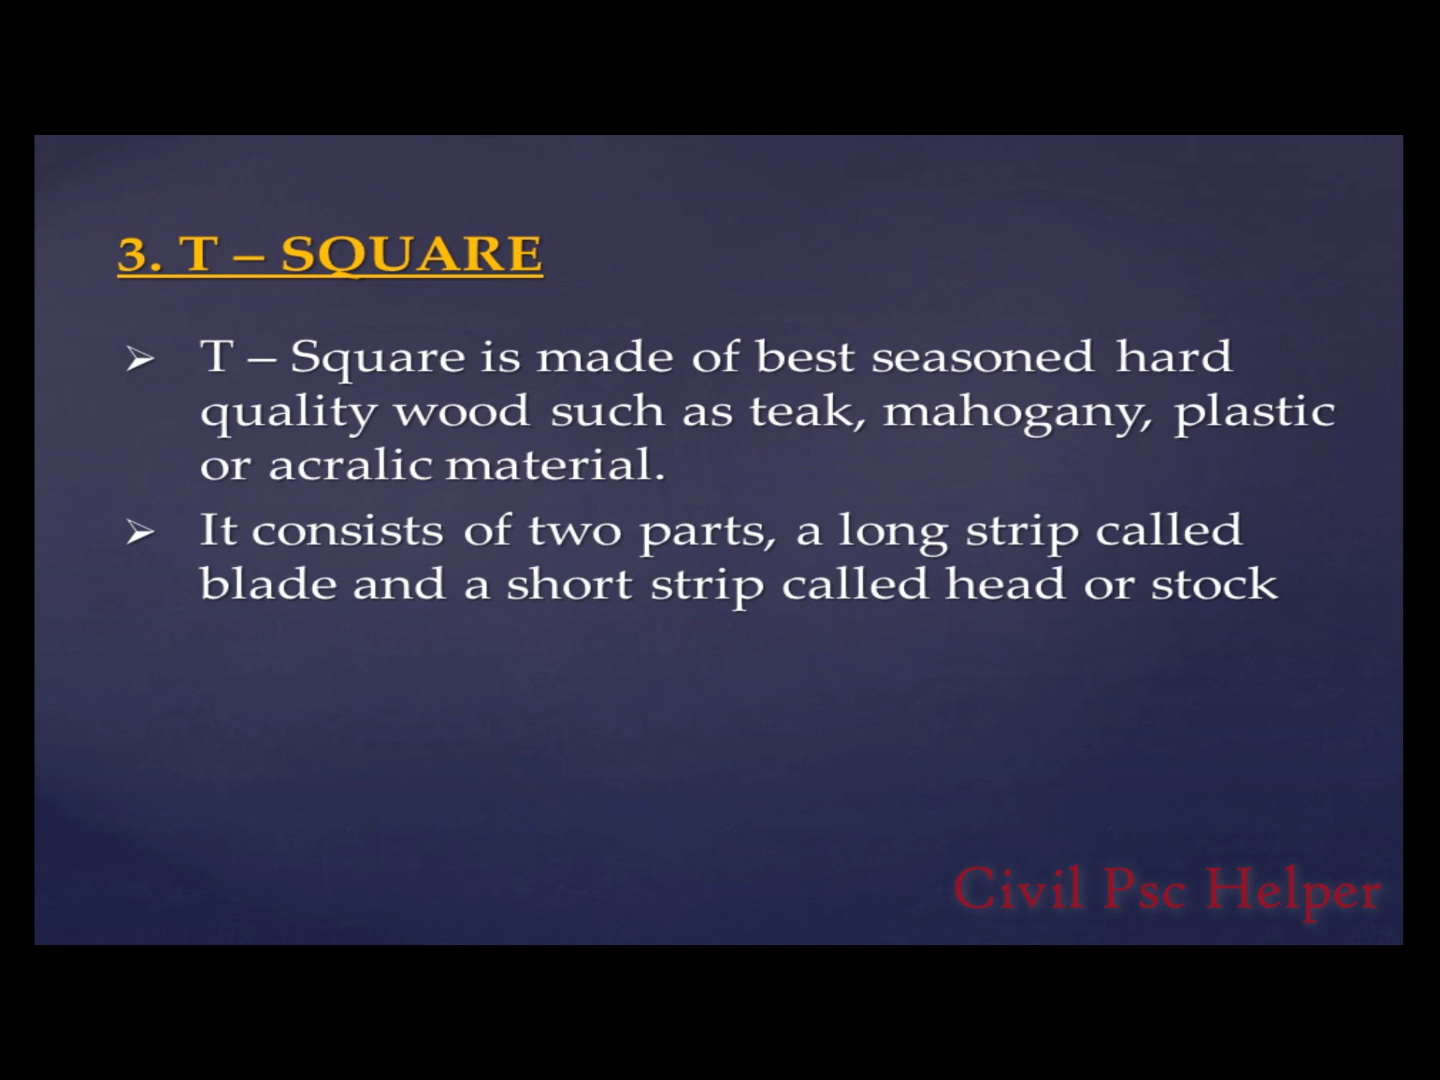 3. T – SQUARE
➢ T – Square is made of best seasoned hard
quality wood such as teak, mahogany, plastic
or acralic material.
➢ It consists of two parts, a long strip called
blade and a short strip called head or stock
Civil Psc Helper